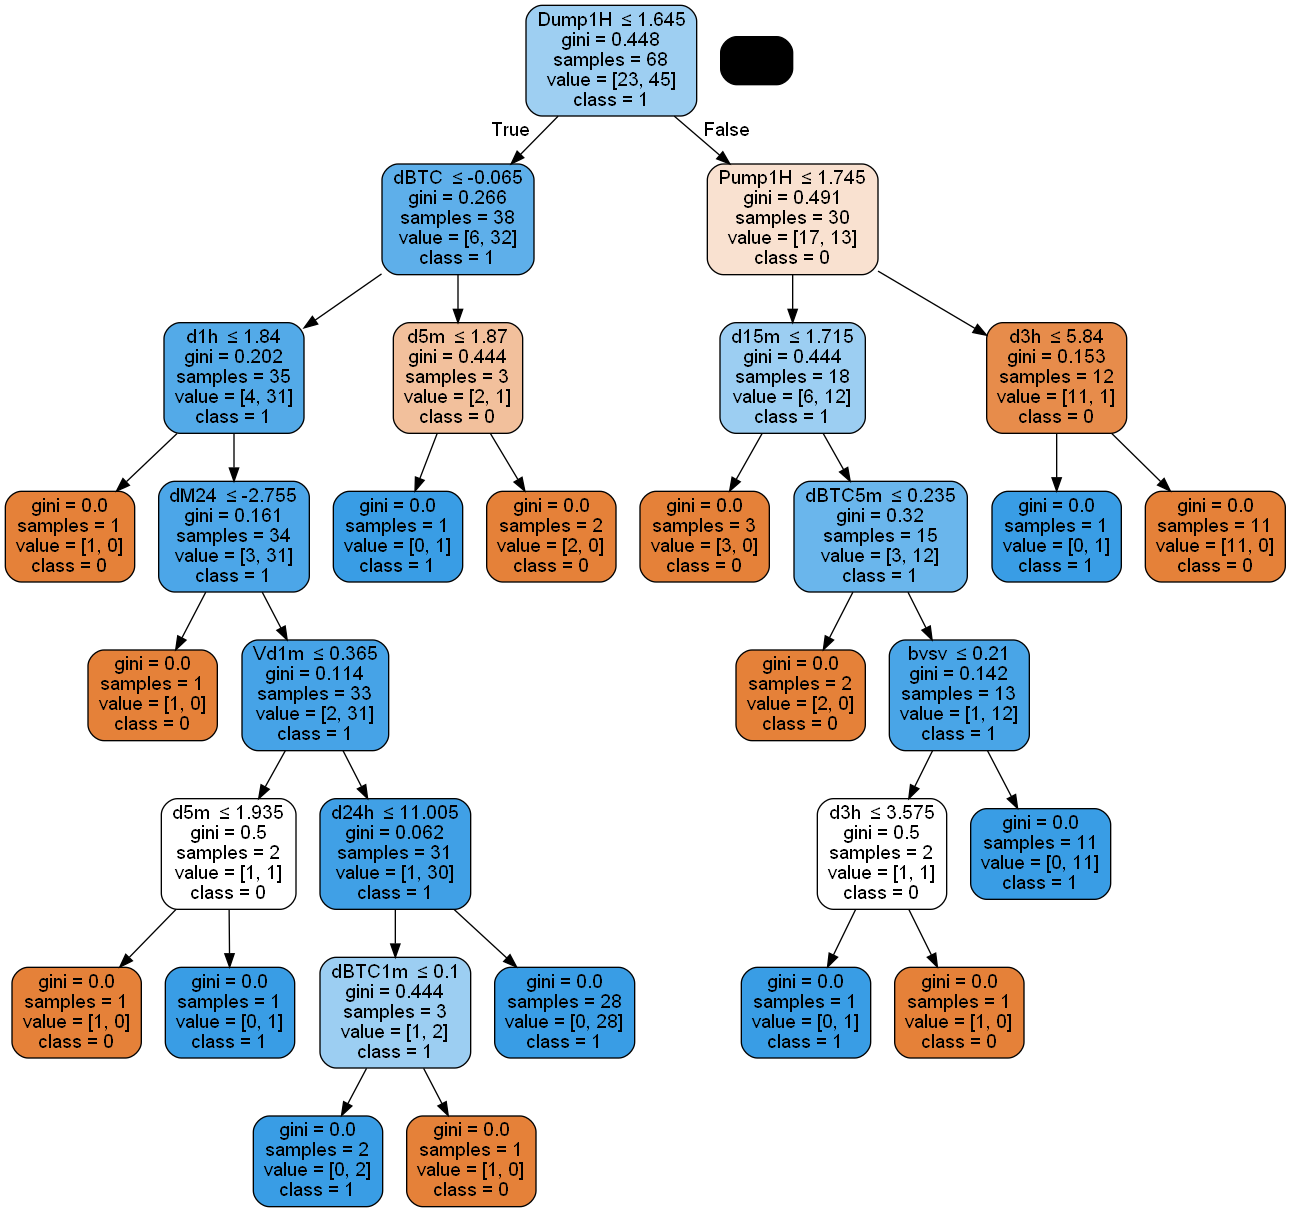 Dump1H ≤ 1.645
gini = 0.448
samples = 68
value = [23, 45]
class = 1
True
False
dBTC ≤ -0.065
gini = 0.266
samples = 38
value = [6, 32]
class = 1
Pump1H ≤ 1.745
gini = 0.491
samples = 30
value = [17, 13]
class = 0
d1h ≤ 1.84
gini = 0.202
samples = 35
value = [4, 31]
class = 1
d5m ≤ 1.87
gini = 0.444
samples = 3
value = [2, 1]
class = 0
d15m ≤ 1.715
gini = 0.444
samples = 18
value = [6, 12]
class = 1
d3h ≤ 5.84
gini = 0.153
samples = 12
value = [11, 1]
class = 0
gini = 0.0
samples = 1
value = [1, 0]
class = 0
dM24 ≤ -2.755
gini = 0.161
samples = 34
value = [3, 31]
class = 1
gini = 0.0
samples = 1
value = [0, 1]
class = 1
gini = 0.0
samples = 2
value = [2, 0]
class = 0
gini = 0.0
samples = 3
value = [3, 0]
class = 0
dBTC5m ≤ 0.235
gini = 0.32
samples = 15
value = [3, 12]
class = 1
gini = 0.0
samples = 1
value = [0, 1]
class = 1
gini = 0.0
samples = 11
value = [11, 0]
class = 0
gini = 0.0
samples = 1
value = [1, 0]
class = 0
Vd1m ≤ 0.365
gini = 0.114
samples = 33
value = [2, 31]
class = 1
gini = 0.0
samples = 2
value = [2, 0]
class = 0
bvsv ≤ 0.21
gini = 0.142
samples = 13
value = [1, 12]
class = 1
d5m ≤ 1.935
gini = 0.5
samples = 2
value = [1, 1]
class = 0
d24h ≤ 11.005
gini = 0.062
samples = 31
value = [1, 30]
class = 1
d3h ≤ 3.575
gini = 0.5
samples = 2
value = [1, 1]
class = 0
gini = 0.0
samples = 11
value = [0, 11]
class = 1
gini = 0.0
samples = 1
value = [1, 0]
class = 0
gini = 0.0
samples = 1
value = [0, 1]
class = 1
dBTC1m ≤ 0.1
gini = 0.444
samples = 3
value = [1, 2]
class = 1
gini = 0.0
samples = 28
value = [0, 28]
class = 1
gini = 0.0
samples = 1
value = [0, 1]
class = 1
gini = 0.0
samples = 1
value = [1, 0]
class = 0
gini = 0.0
samples = 2
value = [0, 2]
class = 1
gini = 0.0
samples = 1
value = [1, 0]
class = 0